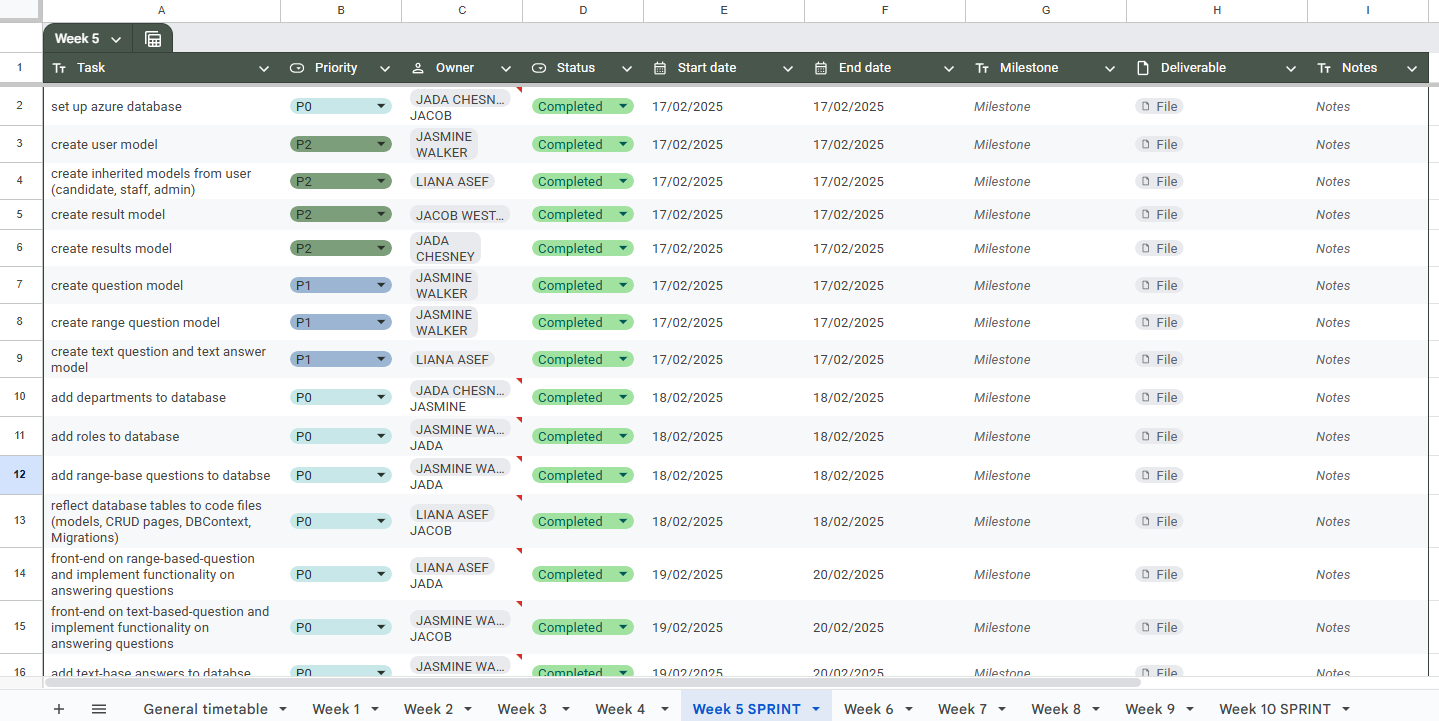 A B C D E F G H I
Week 5
1 Task Priority Owner Status Start date End date Milestone Deliverable Notes
2 set up azure database P0 JADA CHESN... JACOB Completed 17/02/2025 17/02/2025 Milestone File Notes
3 create user model P2 JASMINE WALKER Completed 17/02/2025 17/02/2025 Milestone File Notes
4 create inherited models from user (candidate, staff, admin) P2 LIANA ASEF Completed 17/02/2025 17/02/2025 Milestone File Notes
5 create result model P2 JACOB WEST... Completed 17/02/2025 17/02/2025 Milestone File Notes
6 create results model P2 JADA CHESNEY Completed 17/02/2025 17/02/2025 Milestone File Notes
7 create question model P1 JASMINE WALKER Completed 17/02/2025 17/02/2025 Milestone File Notes
8 create range question model P1 JASMINE WALKER Completed 17/02/2025 17/02/2025 Milestone File Notes
9 create text question and text answer model P1 LIANA ASEF Completed 17/02/2025 17/02/2025 Milestone File Notes
10 add departments to database P0 JADA CHESN... JASMINE Completed 18/02/2025 18/02/2025 Milestone File Notes
11 add roles to database P0 JASMINE WA... JADA Completed 18/02/2025 18/02/2025 Milestone File Notes
12 add range-base questions to databse P0 JASMINE WA... JADA Completed 18/02/2025 18/02/2025 Milestone File Notes
13 reflect database tables to code files (models, CRUD pages, DBContext, Migrations) P0 LIANA ASEF JACOB Completed 18/02/2025 18/02/2025 Milestone File Notes
14 front-end on range-based-question and implement functionality on answering questions P0 LIANA ASEF JADA Completed 19/02/2025 20/02/2025 Milestone File Notes
15 front-end on text-based-question and implement functionality on answering questions P0 JASMINE WA... JACOB Completed 19/02/2025 20/02/2025 Milestone File Notes
16 add text-base answers to databse P0 JASMINE WA... Completed 19/02/2025 20/02/2025 Milestone File Notes
General timetable Week 1 Week 2 Week 3 Week 4 Week 5 SPRINT Week 6 Week 7 Week 8 Week 9 Week 10 SPRINT